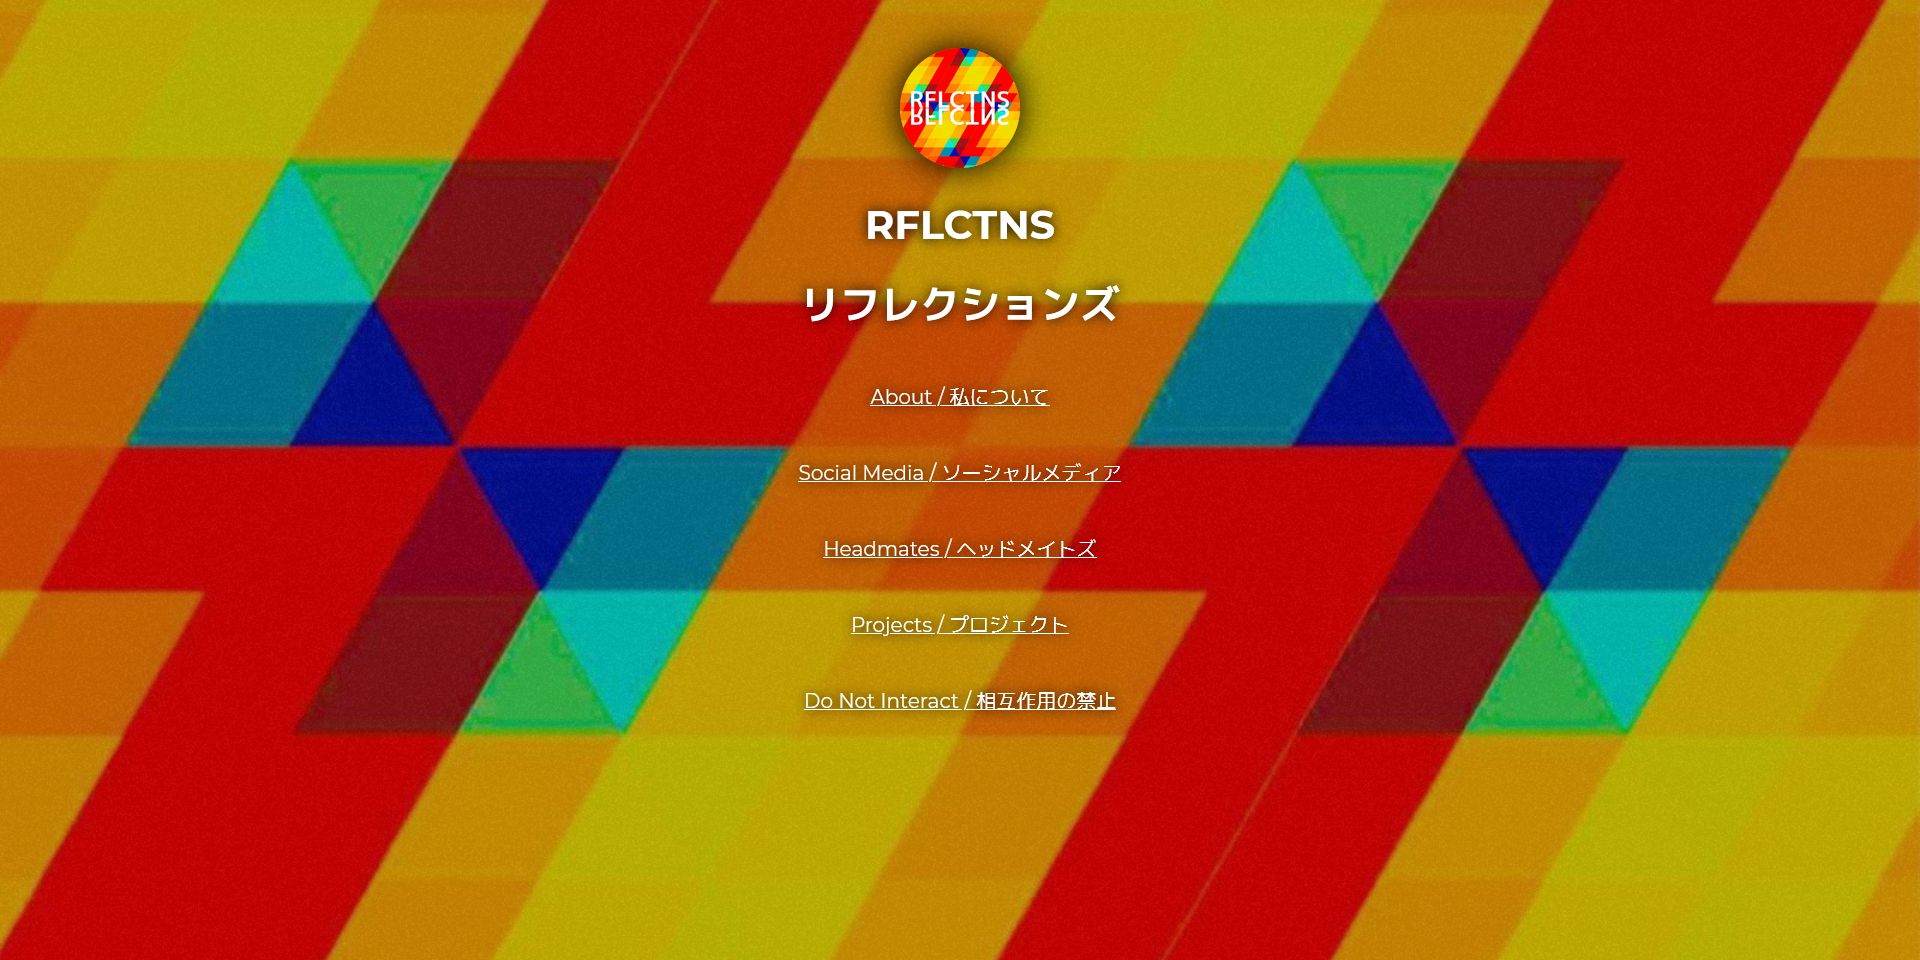 RFLCTNS
RFLCTNS
RFLCTNS
リフレクションズ
About / 私について
Social Media / ソーシャルメディア
Headmates / ヘッドメイトズ
Projects / プロジェクト
Do Not Interact / 相互作用の禁止